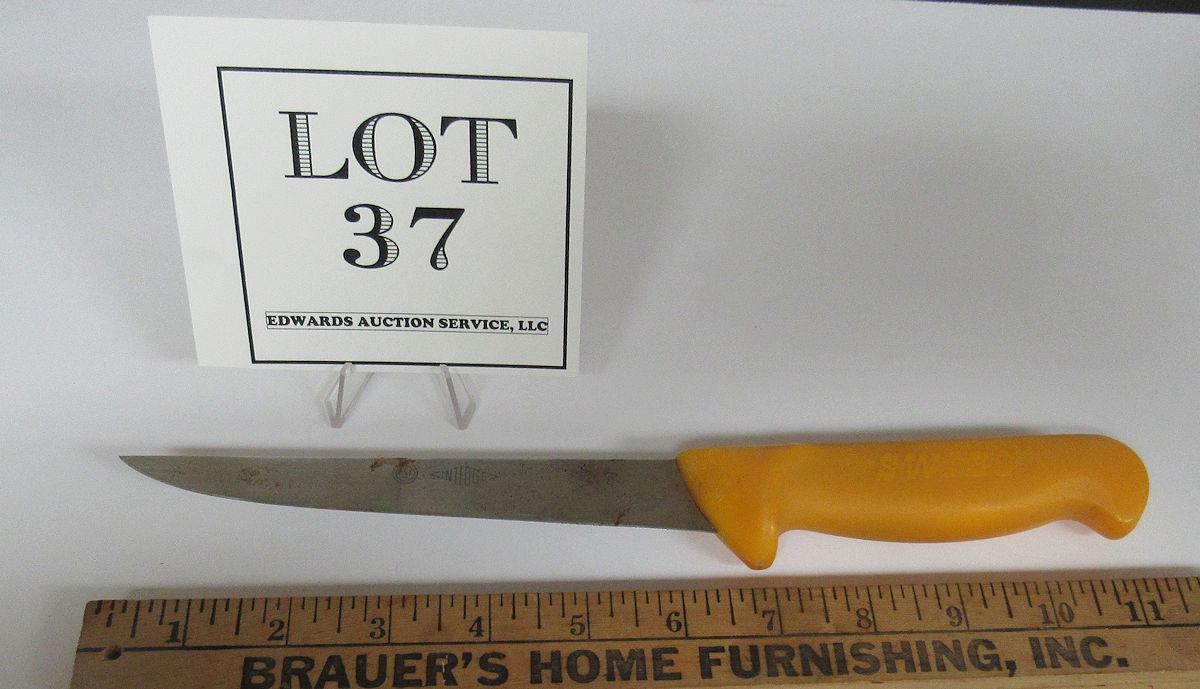 LOT
37
EDWARDS AUCTION SERVICE, LLC
1 2 3 4 5 6 7 8 9 10 11
BRAUER'S HOME FURNISHING, INC.